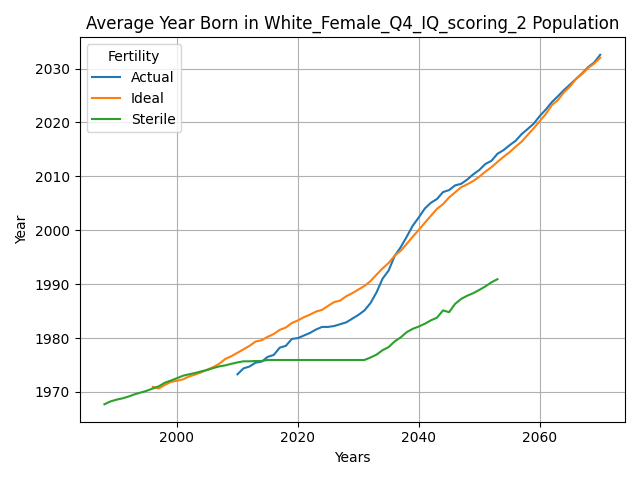 Average Year Born in White_Female_Q4_IQ_scoring_2 Population
Fertility
Actual
Ideal
Sterile
Year
2030
2020
2010
2000
1990
1980
1970
2000
2020
2040
2060
Years